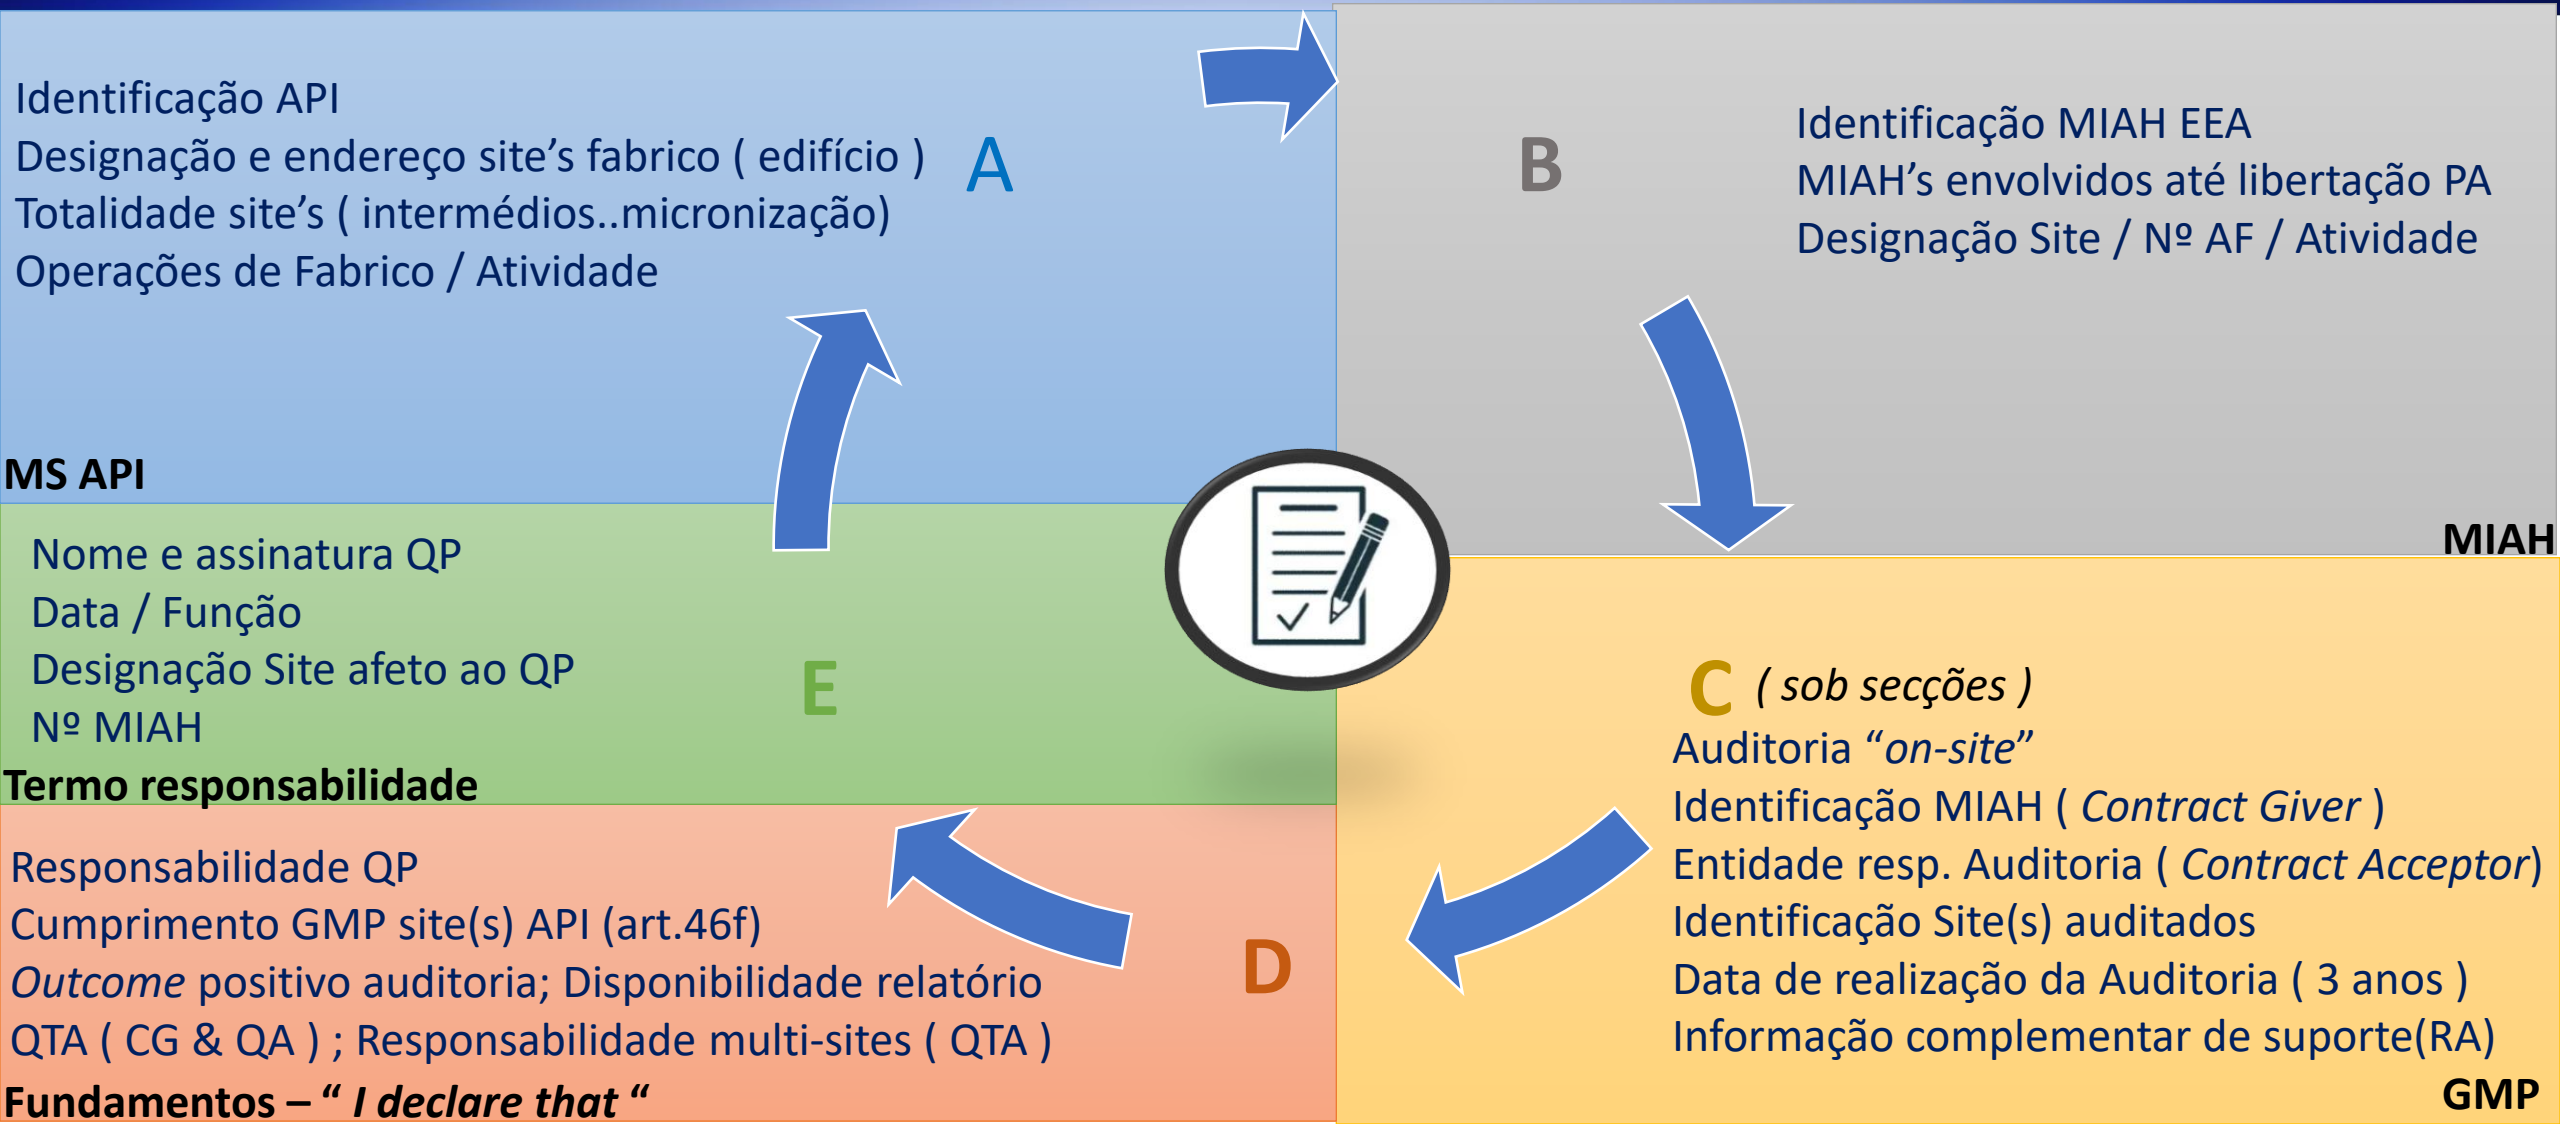 Identificação API
Designação e endereço site’s fabrico ( edifício )
Totalidade site’s ( intermédios..micronização)
Operações de Fabrico / Atividade
A
MS API
B
Identificação MIAH EEA
MIAH’s envolvidos até libertação PA
Designação Site / Nº AF / Atividade
MIAH
C ( sob secções )
Auditoria “on-site”
Identificação MIAH ( Contract Giver )
Entidade resp. Auditoria ( Contract Acceptor)
Identificação Site(s) auditados
Data de realização da Auditoria ( 3 anos )
Informação complementar de suporte(RA)
GMP
D
Responsabilidade QP
Cumprimento GMP site(s) API (art.46f)
Outcome positivo auditoria; Disponibilidade relatório
QTA ( CG & QA ) ; Responsabilidade multi-sites ( QTA )
Fundamentos – “ I declare that “
E
Nome e assinatura QP
Data / Função
Designação Site afeto ao QP
Nº MIAH
Termo responsabilidade